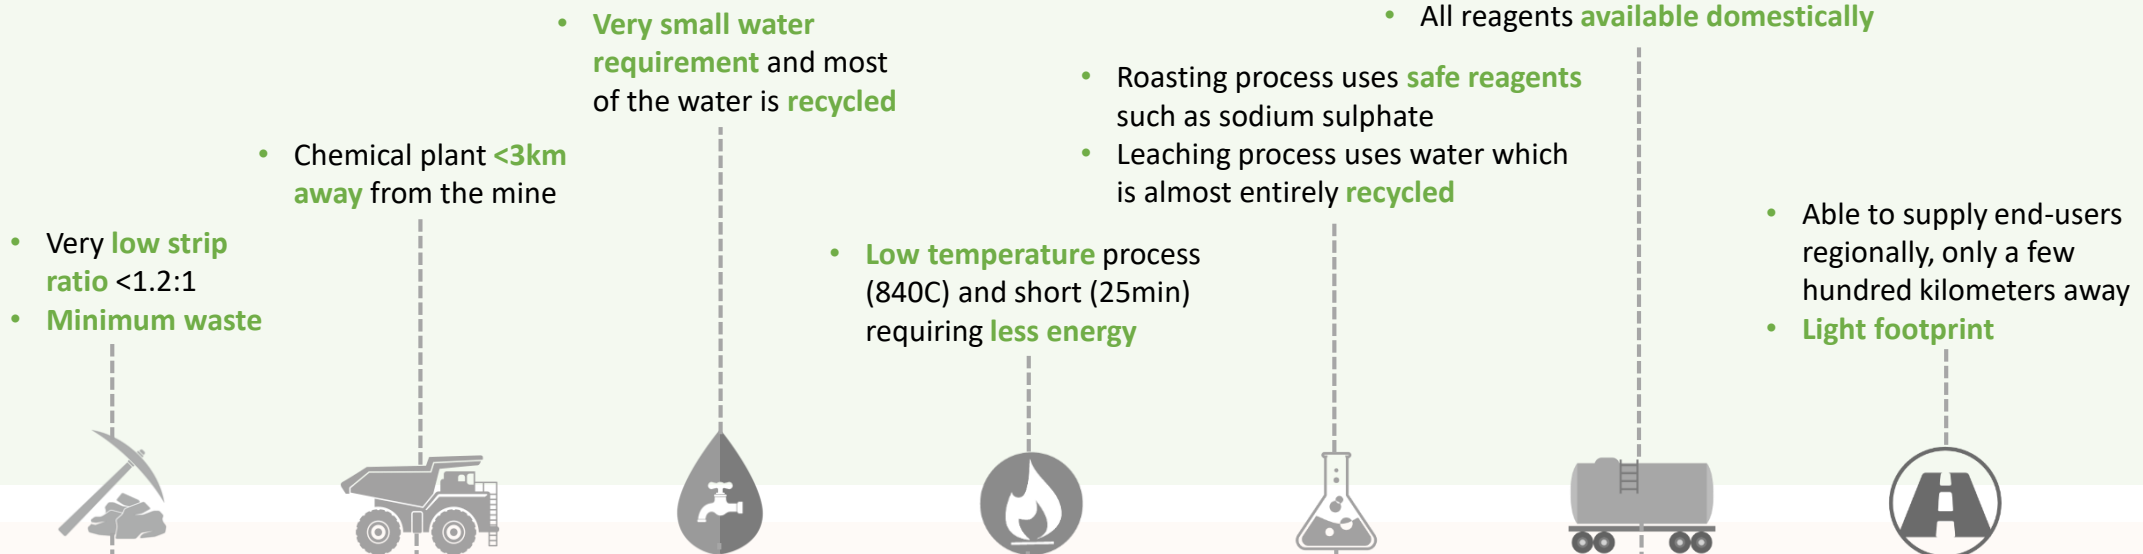 • Very low strip
ratio <1.2:1
• Minimum waste
• Chemical plant <3km
away from the mine
• Very small water
requirement and most
of the water is recycled
• Low temperature process
(840C) and short (25min)
requiring less energy
• Roasting process uses safe reagents
such as sodium sulphate
• Leaching process uses water which
is almost entirely recycled
• All reagents available domestically
• Able to supply end-users
regionally, only a few
hundred kilometers away
• Light footprint